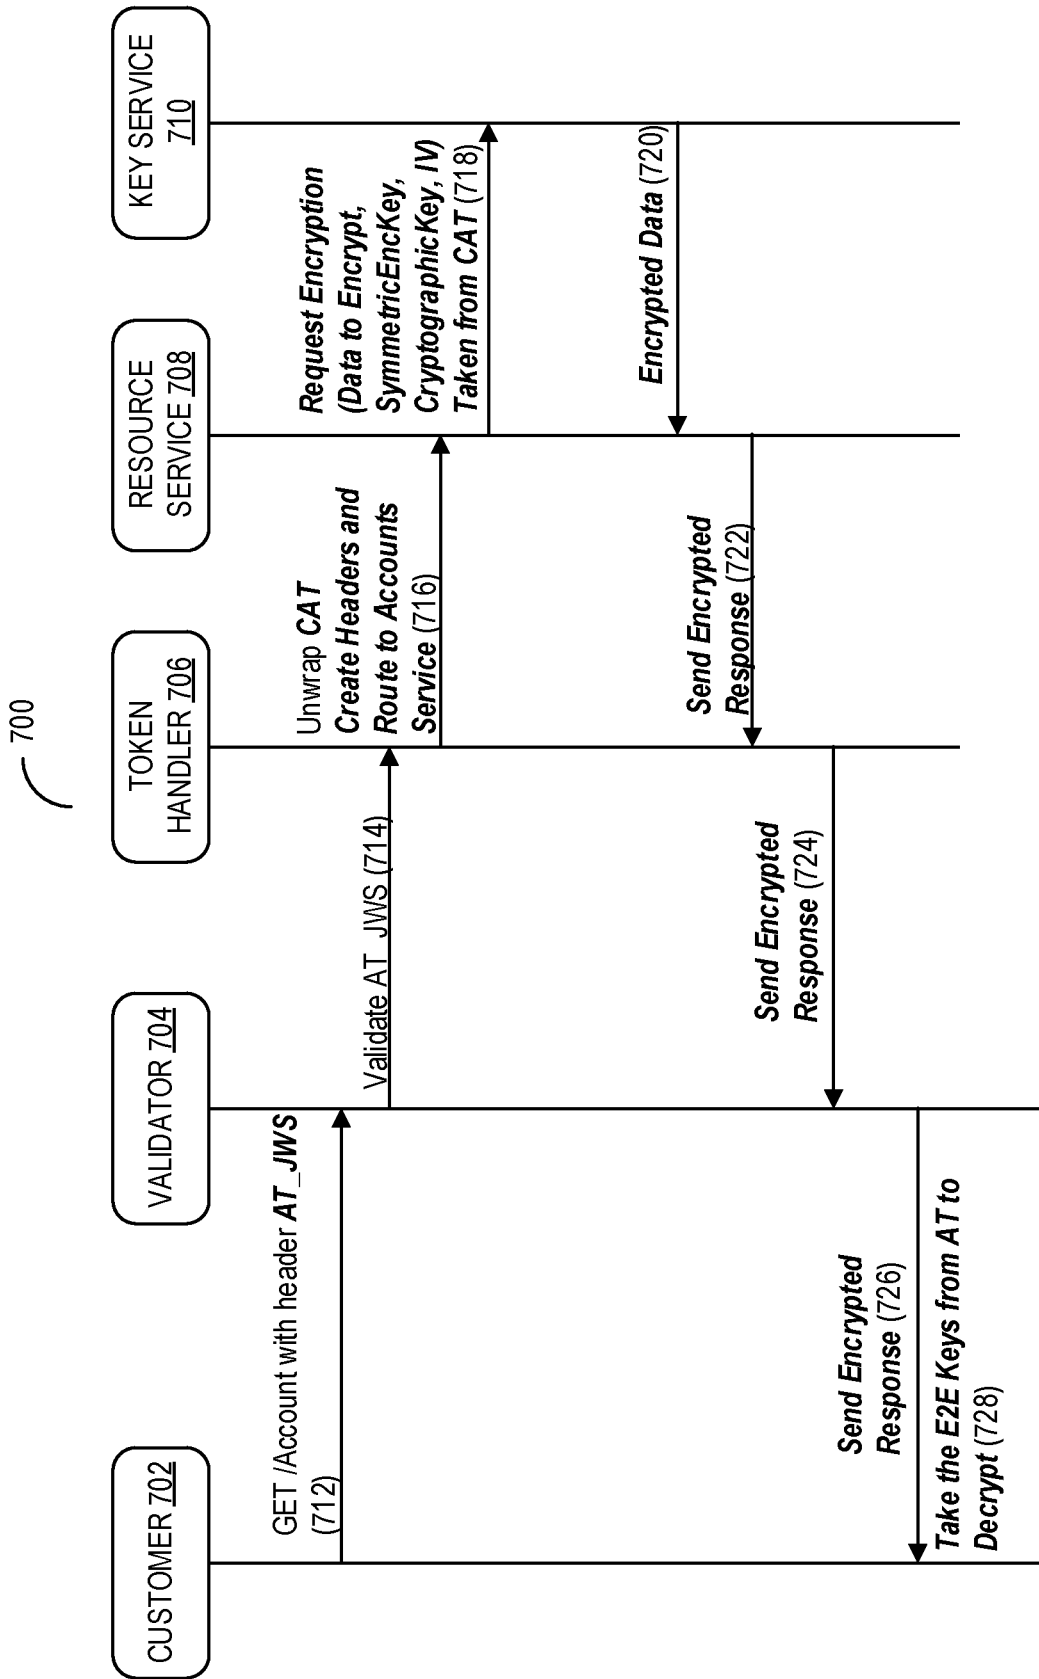 700
CUSTOMER 702
VALIDATOR 704
TOKEN
HANDLER 706
RESOURCE
SERVICE 708
KEY SERVICE
710
GET /Account with header AT_JWS
(712)
Validate AT_JWS (714)
Unwrap CAT
Create Headers and
Route to Accounts
Service (716)
Request Encryption
(Data to Encrypt,
SymmetricEncKey,
CryptographicKey, IV)
Taken from CAT (718)
Encrypted Data (720)
Send Encrypted
Response (722)
Send Encrypted
Response (724)
Send Encrypted
Response (726)
Take the E2E Keys from AT to
Decrypt (728)